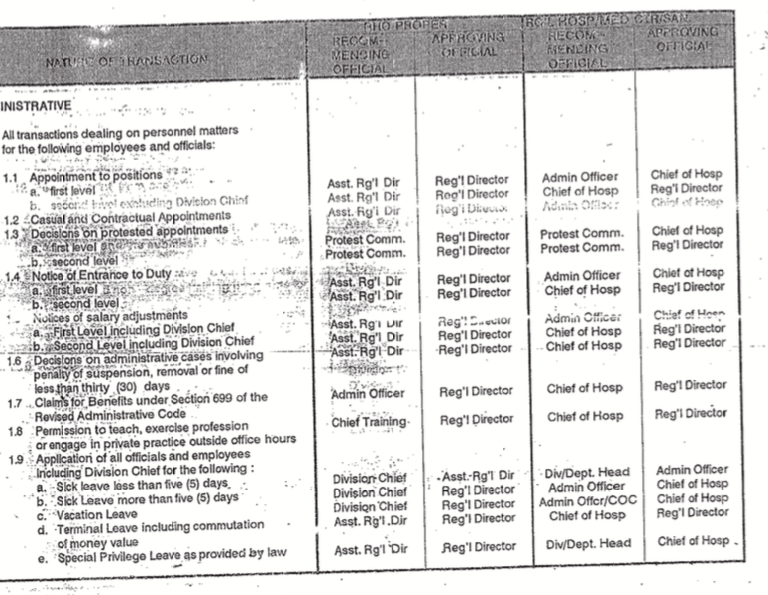 RHO PROPER REG'L HOSP/MED CTR/SAN
NATURE OF TRANSACTION RECOM-MENDING OFFICIAL APPROVING OFFICIAL RECOM-MENDING OFFICIAL APPROVING OFFICIAL
INISTRATIVE
All transactions dealing on personnel matters
for the following employees and officials:
1.1 Appointment to positions
a. first level Asst. Rg'l Dir Reg'l Director Admin Officer Chief of Hosp
b. second level excluding Division Chief Asst. Rg'l Dir Reg'l Director Chief of Hosp Reg'l Director
1.2 Casual and Contractual Appointments Asst. Rg'l Dir Reg'l Director Admin Officer Chief of Hosp
1.3 Decisions on protested appointments
a. first level Protest Comm. Reg'l Director Protest Comm. Chief of Hosp
b. second level Protest Comm. Reg'l Director Protest Comm. Reg'l Director
1.4 Notice of Entrance to Duty
a. first level Asst. Rg'l Dir Reg'l Director Admin Officer Chief of Hosp
b. second level Asst. Rg'l Dir Reg'l Director Chief of Hosp Reg'l Director
Notices of salary adjustments
a. First Level including Division Chief Asst. Rg'l Dir Reg'l Director Admin Officer Chief of Hosp
b. Second Level including Division Chief Asst. Rg'l Dir Reg'l Director Chief of Hosp Reg'l Director
1.6 Decisions on administrative cases involving Asst. Rg'l Dir Reg'l Director Chief of Hosp Reg'l Director
penalty of suspension, removal or fine of
less than thirty (30) days
1.7 Claims for Benefits under Section 699 of the Admin Officer Reg'l Director Chief of Hosp Reg'l Director
Revised Administrative Code
1.8 Permission to teach, exercise profession Chief Training Reg'l Director Chief of Hosp Reg'l Director
or engage in private practice outside office hours
1.9 Application of all officials and employees
including Division Chief for the following :
a. Sick leave less than five (5) days Division Chief Asst. Rg'l Dir Div/Dept. Head Admin Officer
b. Sick Leave more than five (5) days Division Chief Reg'l Director Admin Officer Chief of Hosp
c. Vacation Leave Division Chief Reg'l Director Admin Offcr/COC Chief of Hosp
d. Terminal Leave including commutation Asst. Rg'l Dir Reg'l Director Chief of Hosp Reg'l Director
of money value
e. Special Privilege Leave as provided by law Asst. Rg'l Dir Reg'l Director Div/Dept. Head Chief of Hosp.